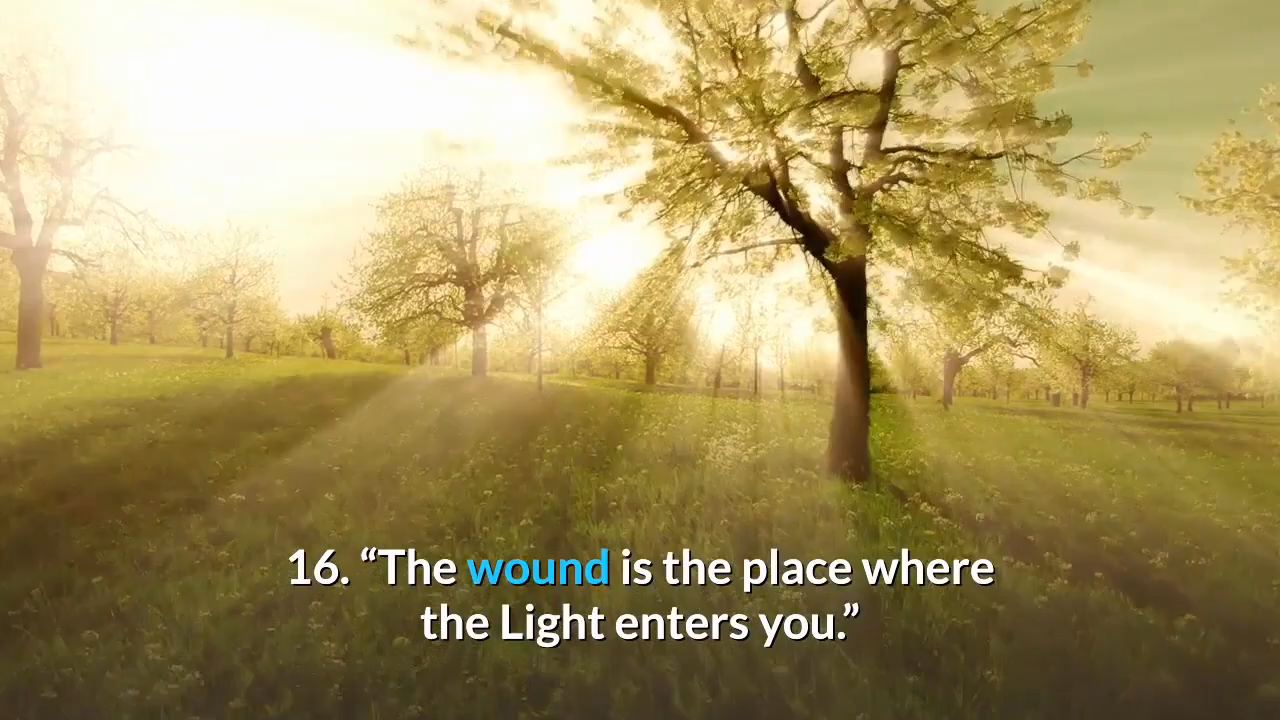 16. “The wound is the place where
the Light enters you.”